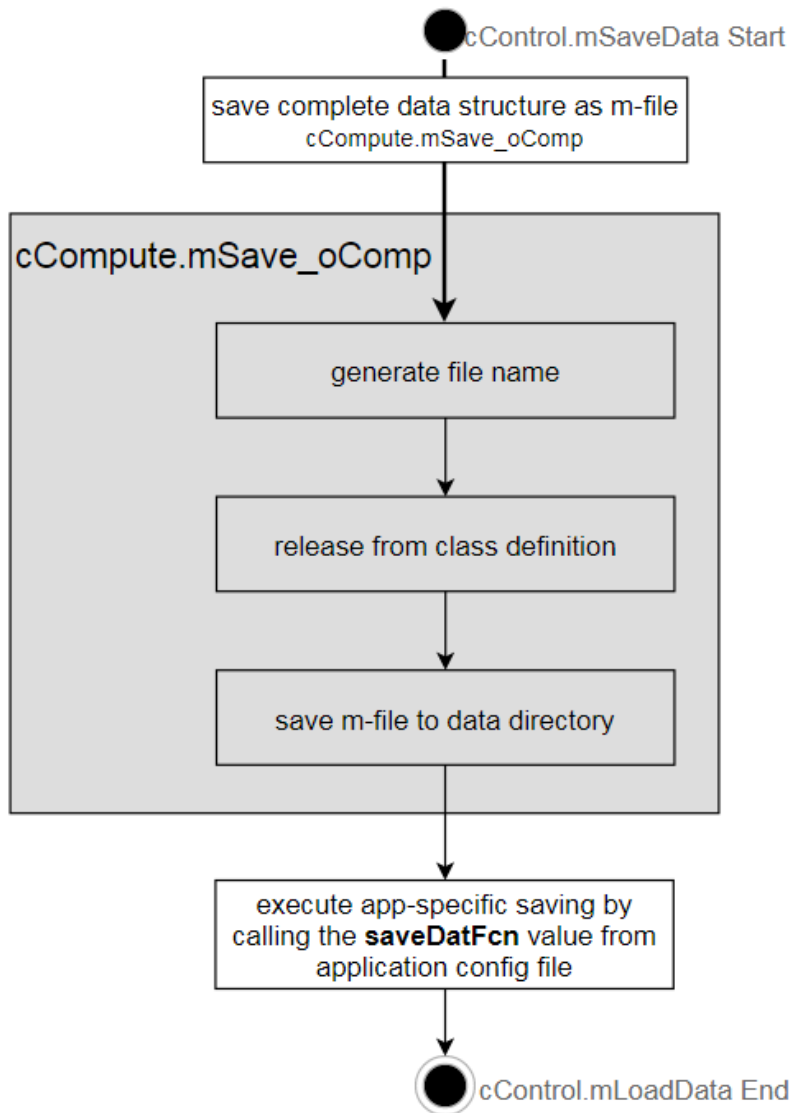 cControl.mSaveData Start
save complete data structure as m-file
cCompute.mSave_oComp
cCompute.mSave_oComp
generate file name
release from class definition
save m-file to data directory
execute app-specific saving by
calling the saveDatFcn value from
application config file
cControl.mLoadData End